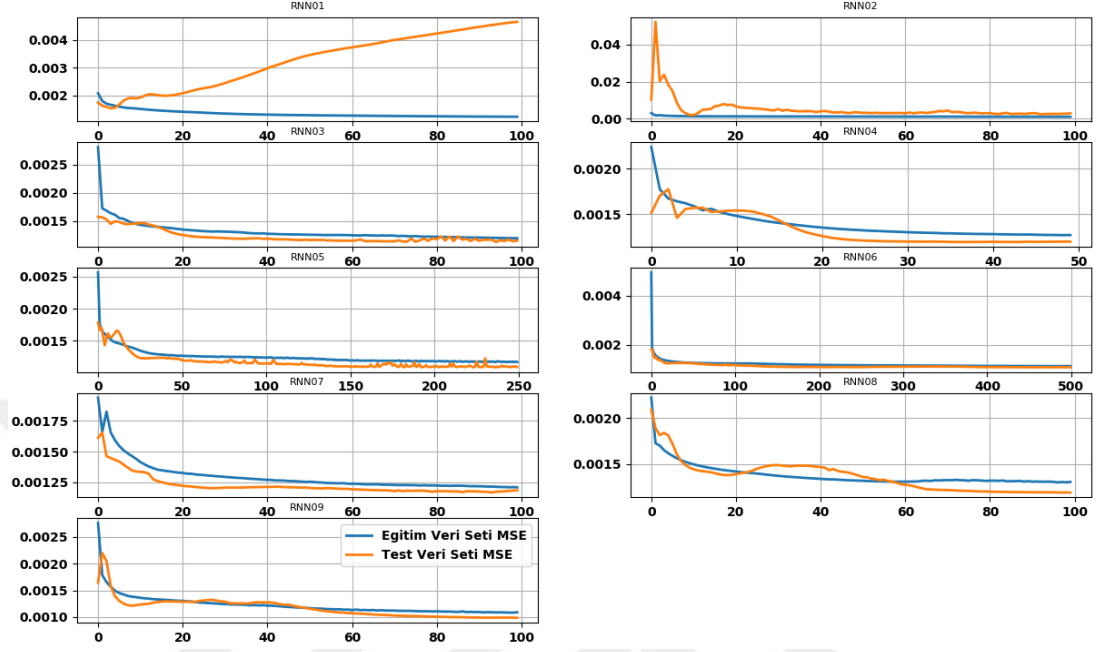 RNN01
0.004
0.003
0.002
0 20 40 60 80 100
RNN02
0.04
0.02
0.00
0 20 40 60 80 100
RNN03
0.0025
0.0020
0.0015
0 20 40 60 80 100
RNN04
0.0020
0.0015
0 10 20 30 40 50
RNN05
0.0025
0.0020
0.0015
0 50 100 150 200 250
RNN06
0.004
0.002
0 100 200 300 400 500
RNN07
0.00175
0.00150
0.00125
0 20 40 60 80 100
RNN08
0.0020
0.0015
0 20 40 60 80 100
RNN09
0.0025
0.0020
0.0015
0.0010
Egitim Veri Seti MSE
Test Veri Seti MSE
0 20 40 60 80 100